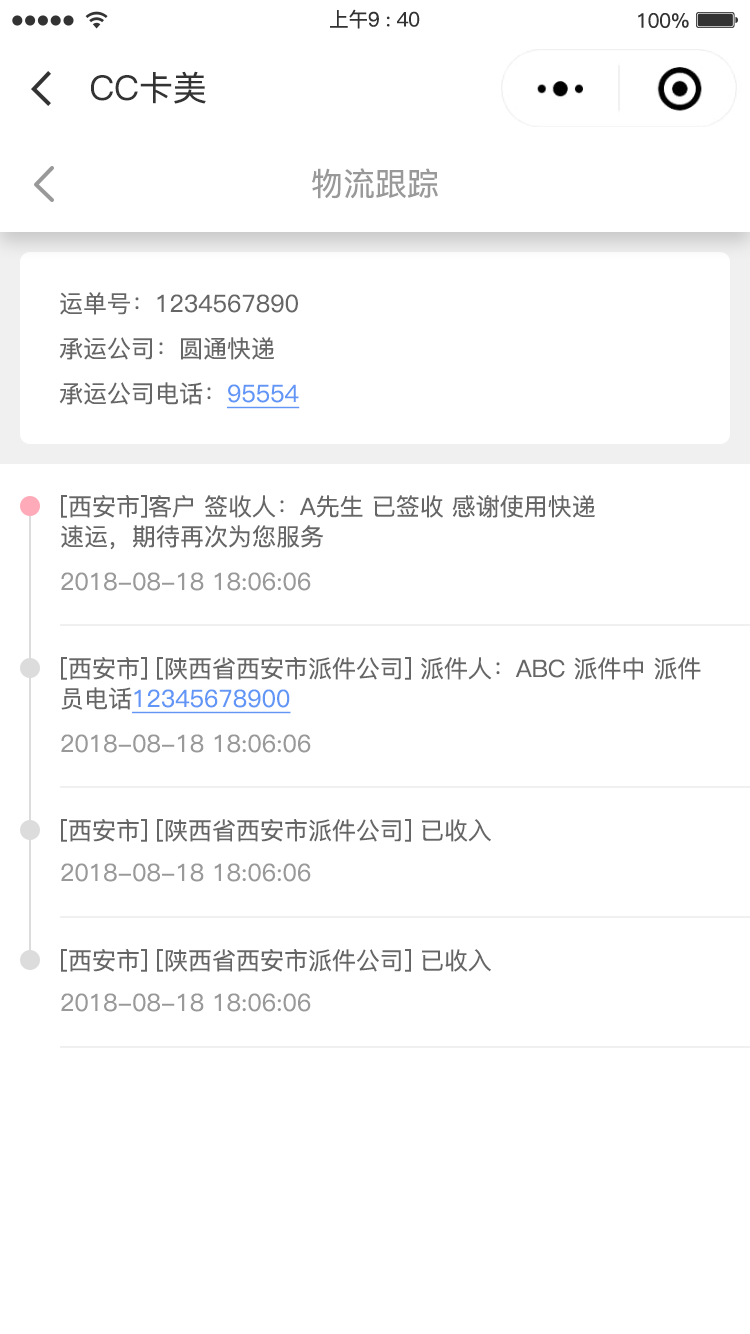 上午9 : 40
100%
CC卡美
物流跟踪
运单号：1234567890
承运公司：圆通快递
承运公司电话：95554
[西安市]客户 签收人：A先生 已签收 感谢使用快递
速运，期待再次为您服务
2018-08-18 18:06:06
[西安市] [陕西省西安市派件公司] 派件人：ABC 派件中 派件
员电话12345678900
2018-08-18 18:06:06
[西安市] [陕西省西安市派件公司] 已收入
2018-08-18 18:06:06
[西安市] [陕西省西安市派件公司] 已收入
2018-08-18 18:06:06